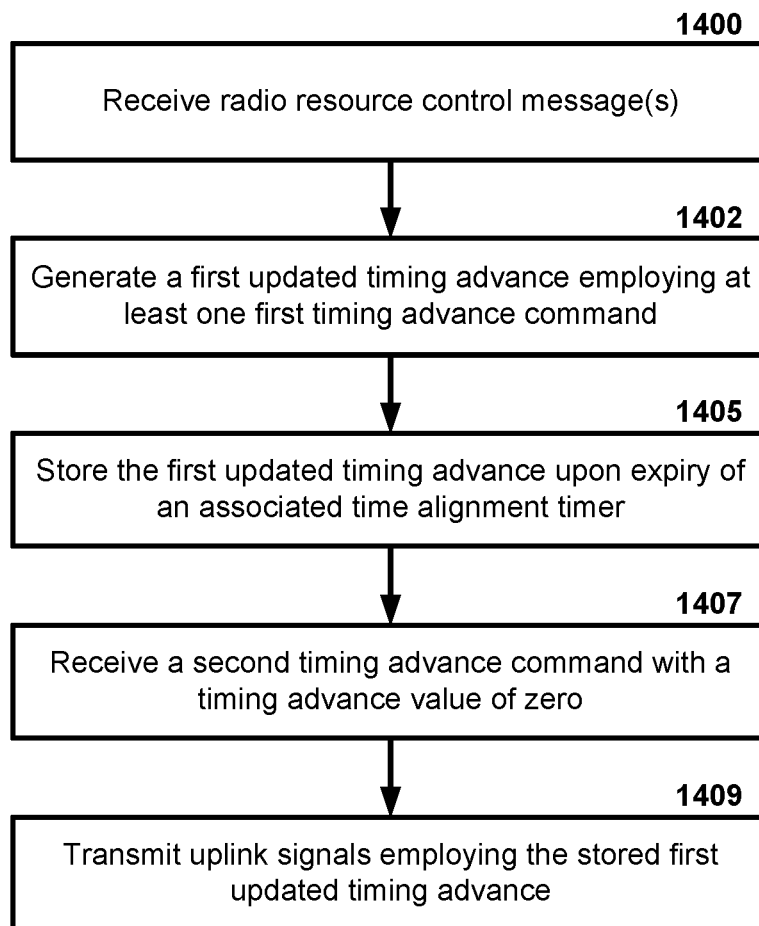 1400
Receive radio resource control message(s)
1402
Generate a first updated timing advance employing at
least one first timing advance command
1405
Store the first updated timing advance upon expiry of
an associated time alignment timer
1407
Receive a second timing advance command with a
timing advance value of zero
1409
Transmit uplink signals employing the stored first
updated timing advance